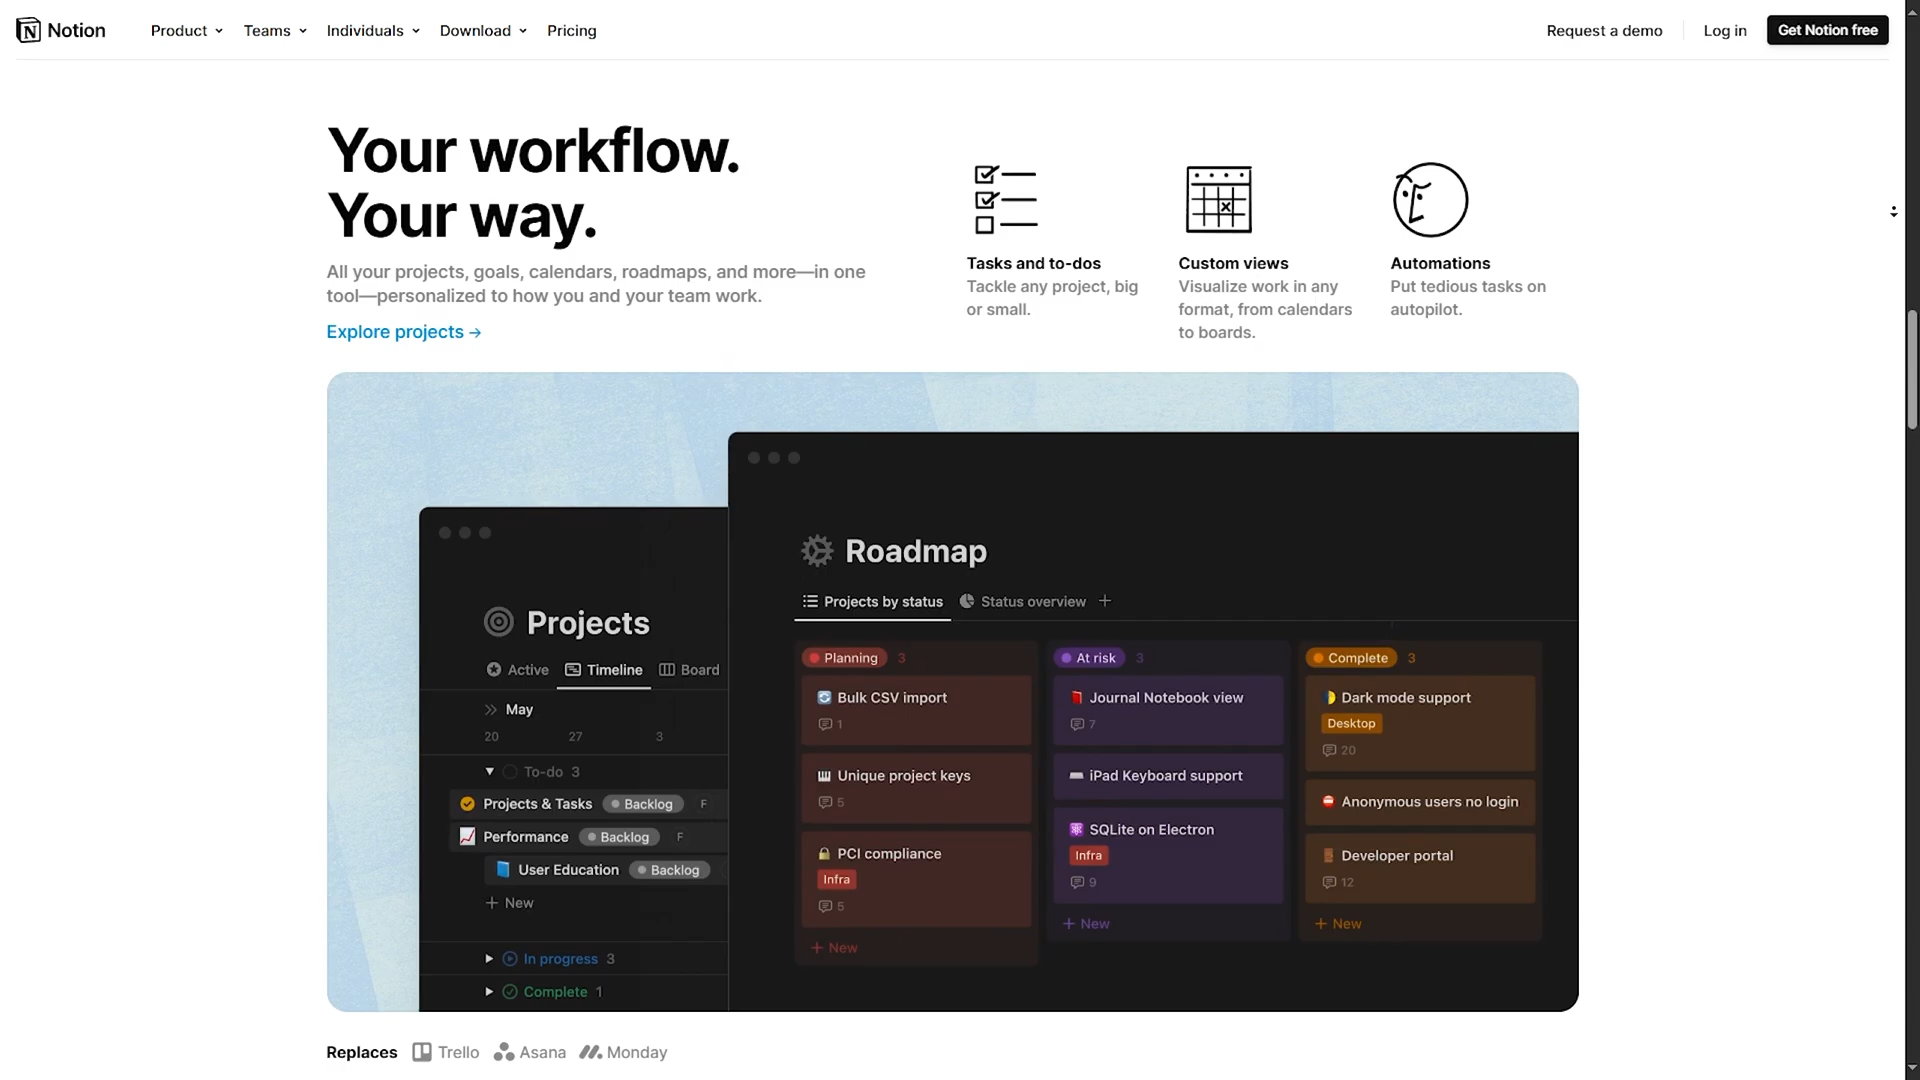 Notion
Product
Teams
Individuals
Download
Pricing
Request a demo
Log in
Get Notion free
Your workflow.
Your way.
All your projects, goals, calendars, roadmaps, and more—in one
tool—personalized to how you and your team work.
Explore projects →
Tasks and to-dos
Tackle any project, big
or small.
Custom views
Visualize work in any
format, from calendars
to boards.
Automations
Put tedious tasks on
autopilot.
Projects
Active
Timeline
Board
May
20 27 3
To-do 3
Projects & Tasks Backlog F
Performance Backlog F
User Education Backlog
+ New
In progress 3
Complete 1
Roadmap
Projects by status
Status overview +
Planning 3
Bulk CSV import
1
Unique project keys
5
PCI compliance
Infra
5
+ New
At risk 3
Journal Notebook view
7
iPad Keyboard support
SQLite on Electron
Infra
9
+ New
Complete 3
Dark mode support
Desktop
20
Anonymous users no login
Developer portal
12
+ New
Replaces Trello Asana Monday